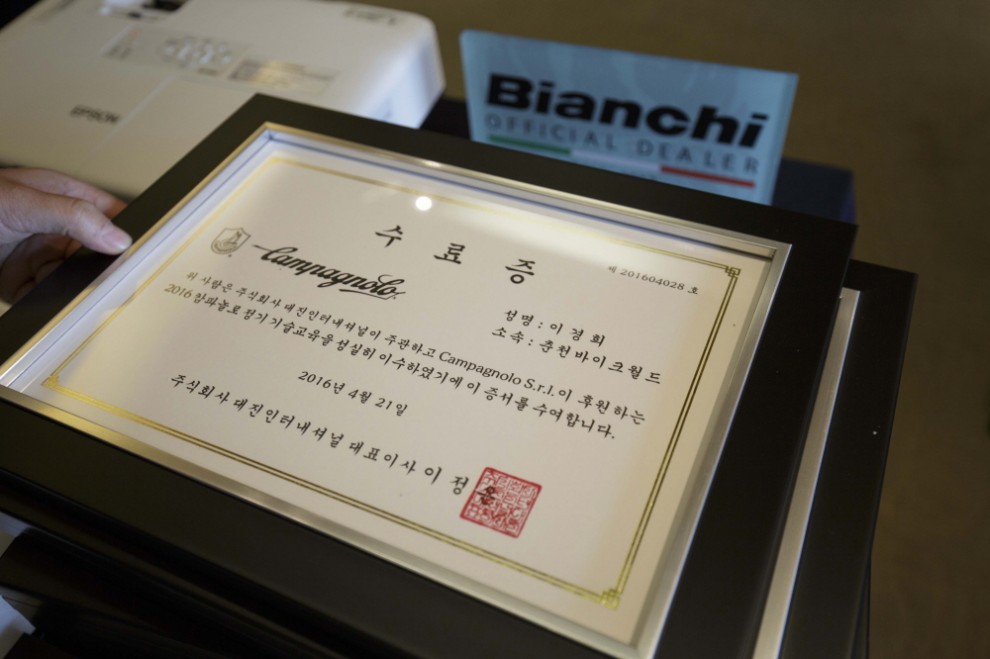 EPSON
Bianchi
OFFICIAL DEALER
수 료 증
제 201604028 호
Campagnolo
성명 : 이 경 희
소속 : 춘천 바이크월드
위 사람은 주식회사 대진인터내셔널이 주관하고 Campagnolo S.r.l.이 후원하는
2016 캄파놀로 정기 기술교육을 성실히 이수하였기에 이 증서를 수여합니다.
2016년 4월 21일
주식회사 대진인터내셔널 대표이사 이 정